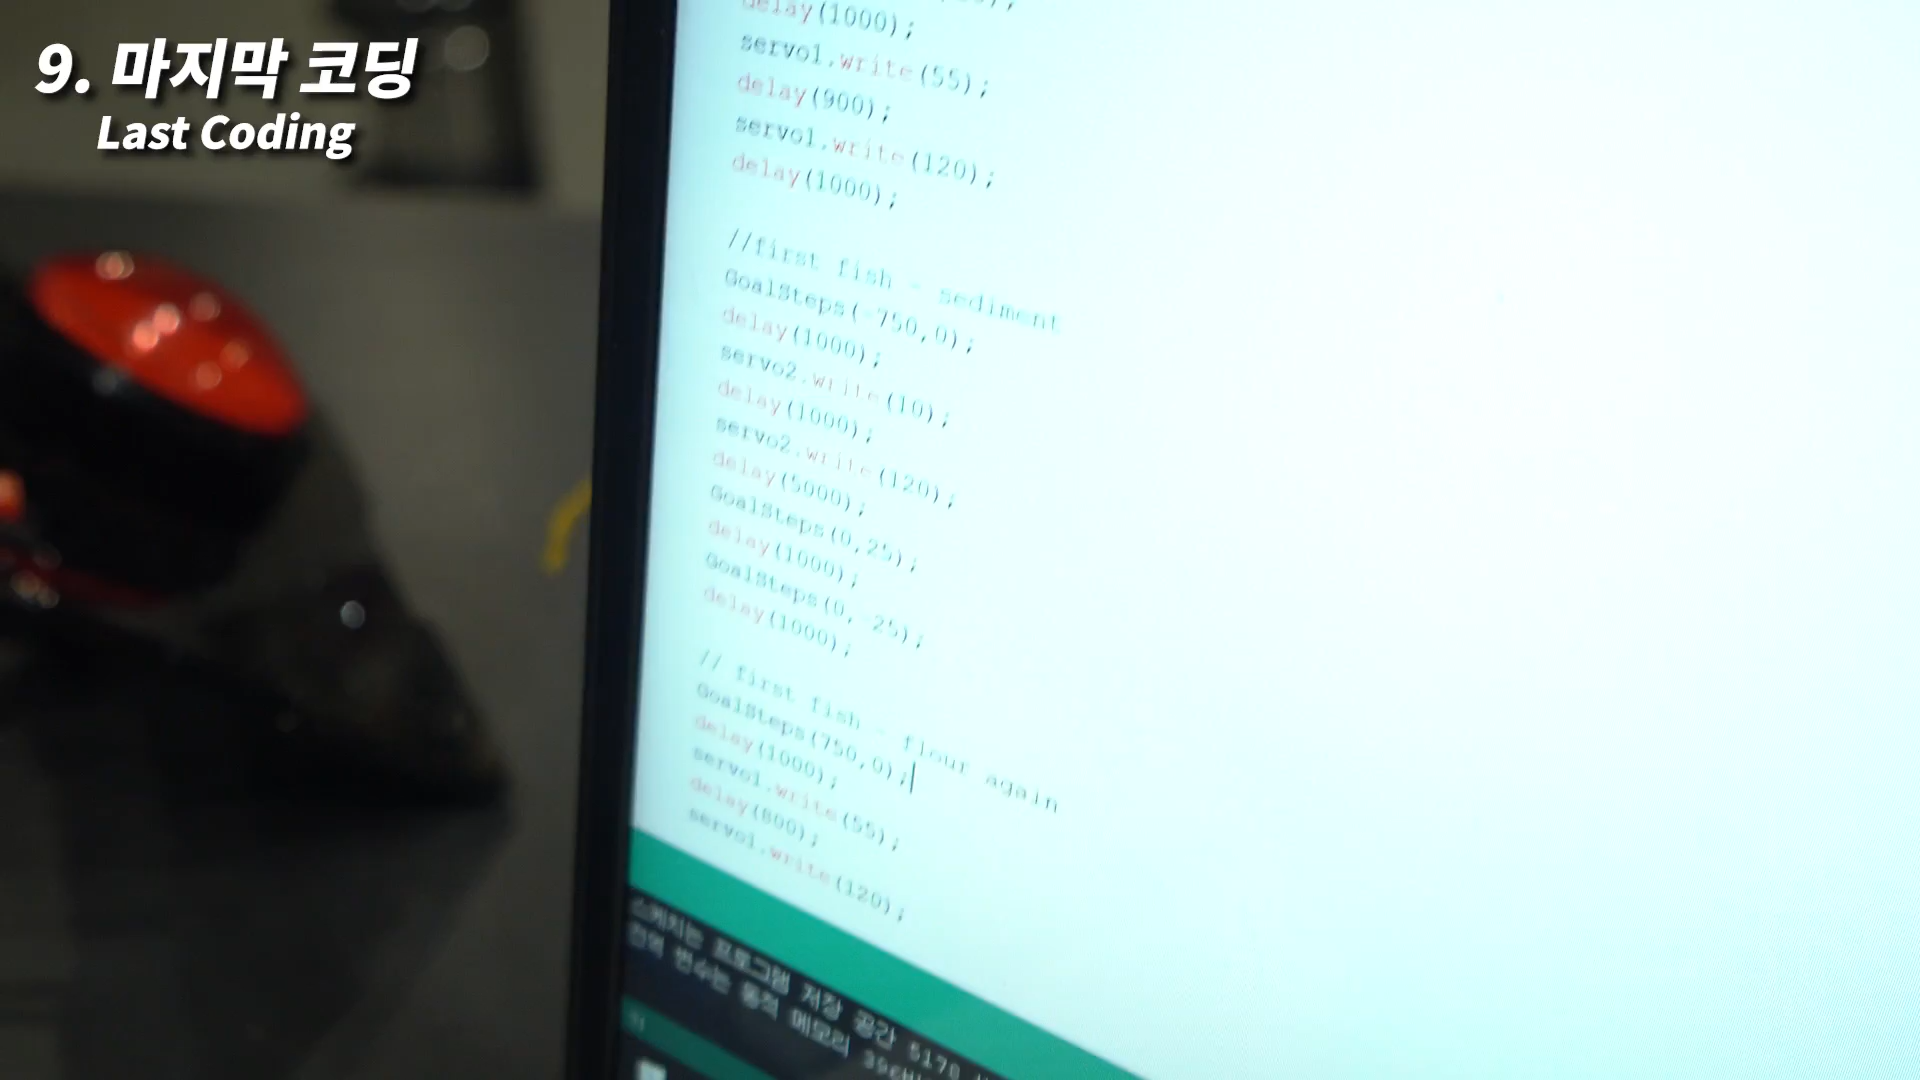 9. 마지막 코딩
Last Coding
delay(1000);
servo1.write(55);
delay(900);
servo1.write(120);
delay(1000);
//first fish - sediment
GoalSteps(-750,0);
delay(1000);
servo2.write(10);
delay(1000);
servo2.write(120);
delay(5000);
GoalSteps(0,25);
delay(1000);
GoalSteps(0,-25);
delay(1000);
// first fish - flour again
GoalSteps(750,0);
delay(1000);
servo1.write(55);
delay(800);
servo1.write(120);
스케치는 프로그램 저장 공간 5170
전역 변수는 동적 메모리